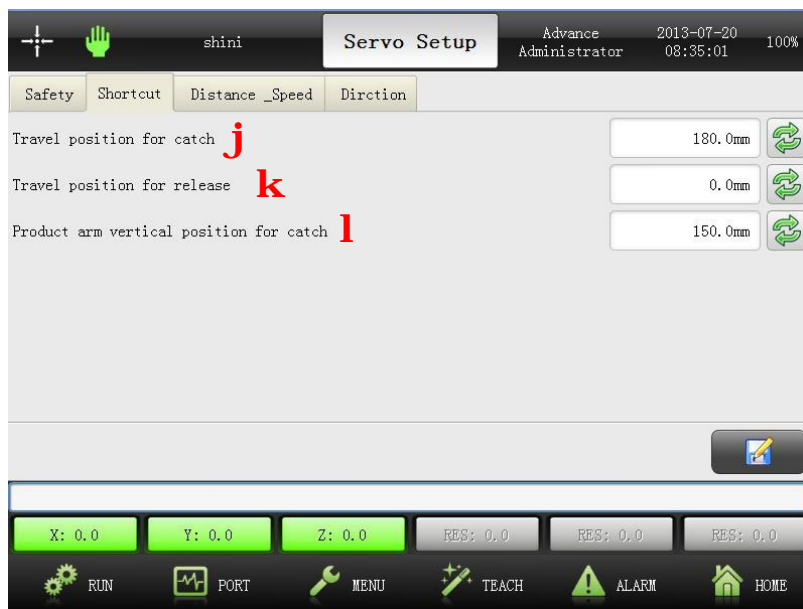 shini Servo Setup Advance Administrator 2013-07-20 08:35:01 100%
Safety Shortcut Distance _Speed Dirction
Travel position for catch j 180.0mm
Travel position for release k 0.0mm
Product arm vertical position for catch l 150.0mm
X: 0.0 Y: 0.0 Z: 0.0 RES: 0.0 RES: 0.0 RES: 0.0
RUN PORT MENU TEACH ALARM HOME